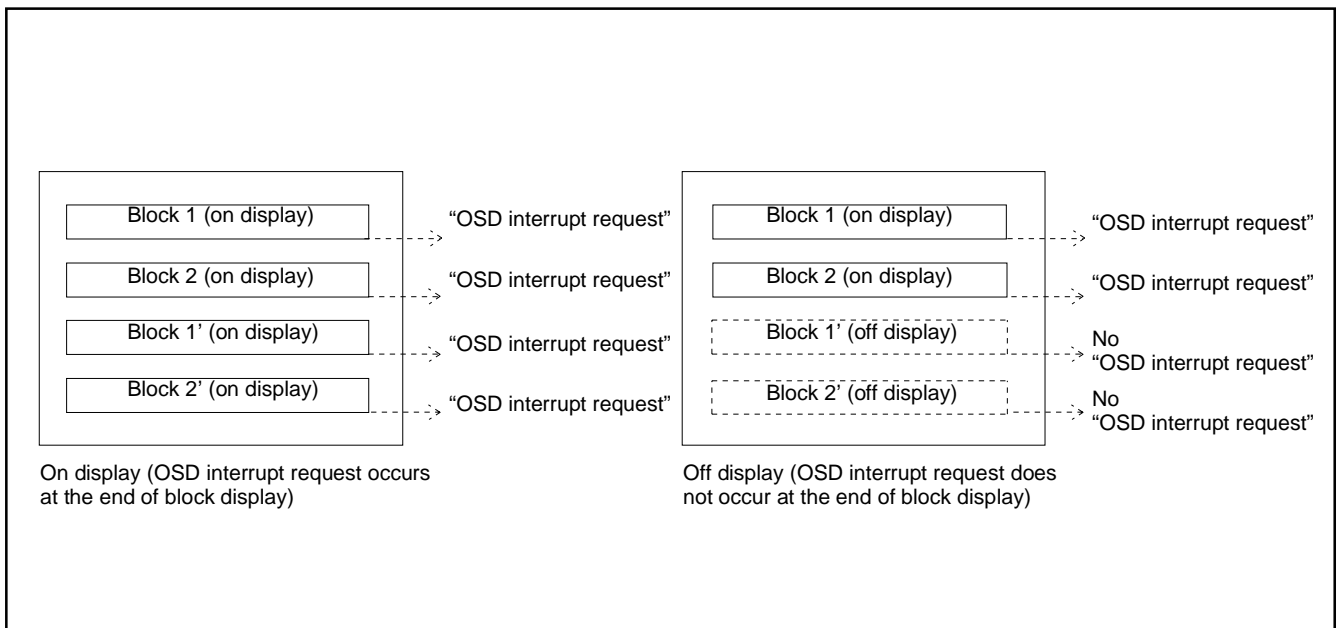 Block 1 (on display)
“OSD interrupt request”
Block 2 (on display)
“OSD interrupt request”
Block 1’ (on display)
“OSD interrupt request”
Block 2’ (on display)
“OSD interrupt request”
On display (OSD interrupt request occurs
at the end of block display)
Block 1 (on display)
“OSD interrupt request”
Block 2 (on display)
“OSD interrupt request”
Block 1’ (off display)
No
“OSD interrupt request”
Block 2’ (off display)
No
“OSD interrupt request”
Off display (OSD interrupt request does
not occur at the end of block display)